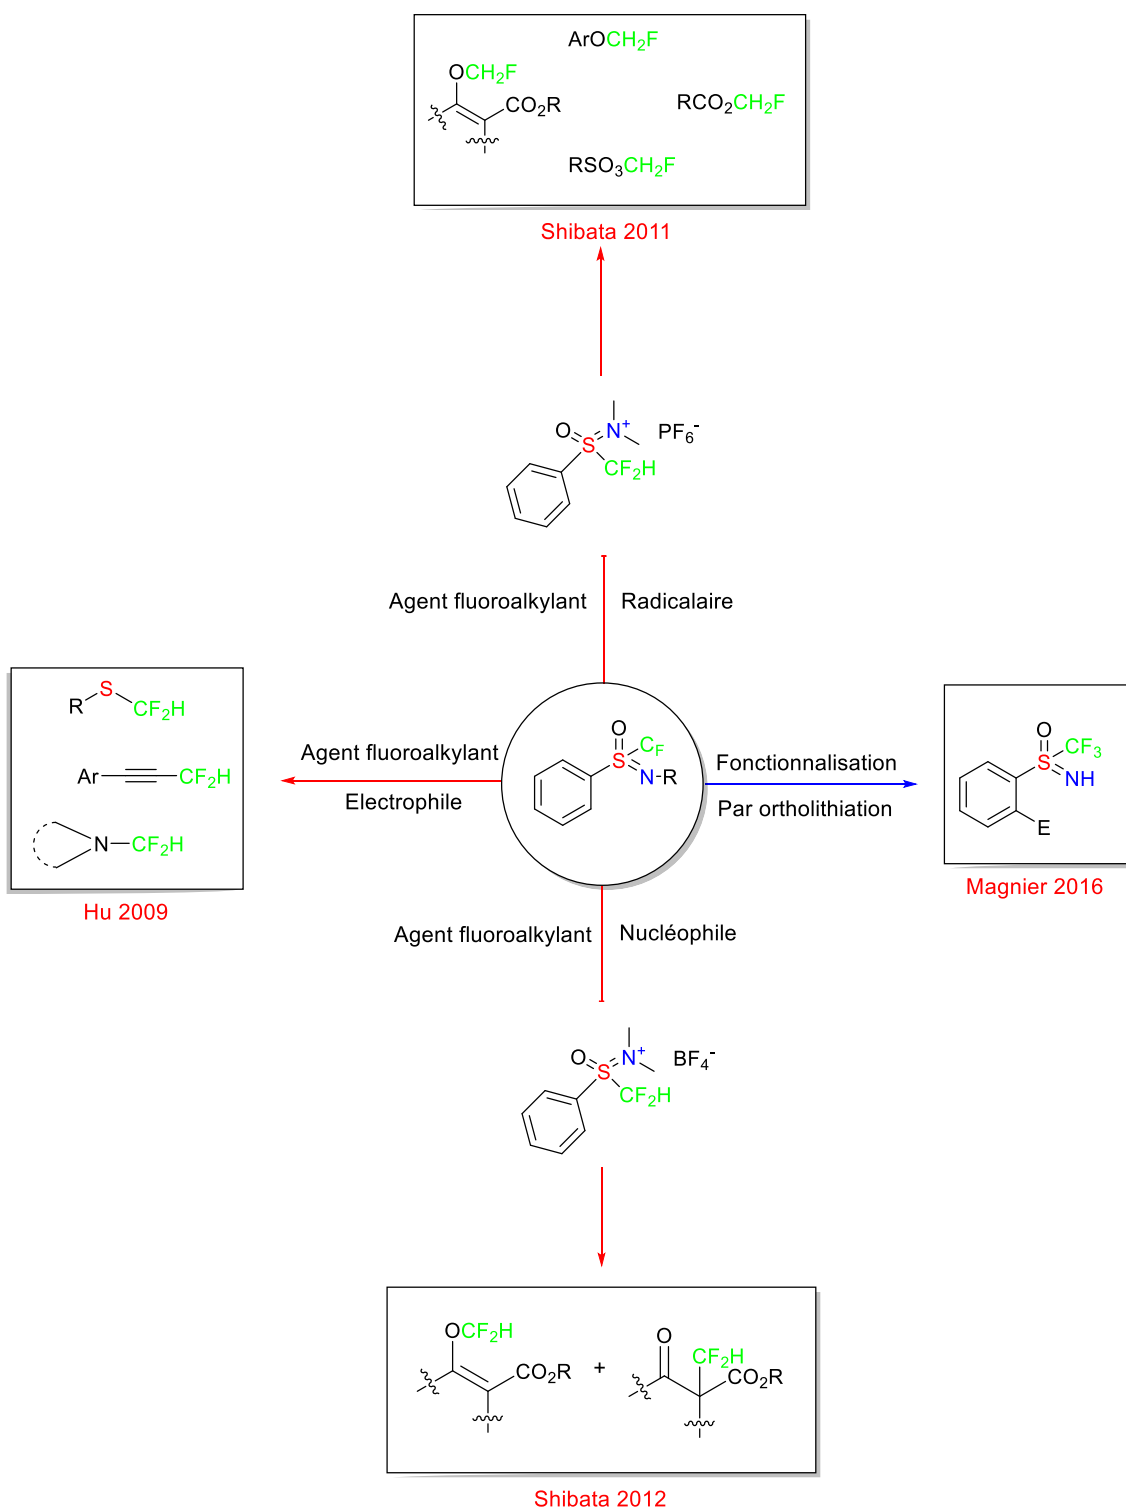 ArOCH2F
OCH2F
CO2R
RCO2CH2F
RSO3CH2F
Shibata 2011
O S N+ PF6-
CF2H
Agent fluoroalkylant Radicalaire
R S CF2H
Ar CF2H
N CF2H
Hu 2009
Agent fluoroalkylant
Electrophile
O
CF
S N-R
Fonctionnalisation
Par ortholithiation
O
S CF3
NH
E
Magnier 2016
Agent fluoroalkylant Nucléophile
O S N+ BF4-
CF2H
OCF2H
CO2R
+
O
CF2H
CO2R
Shibata 2012